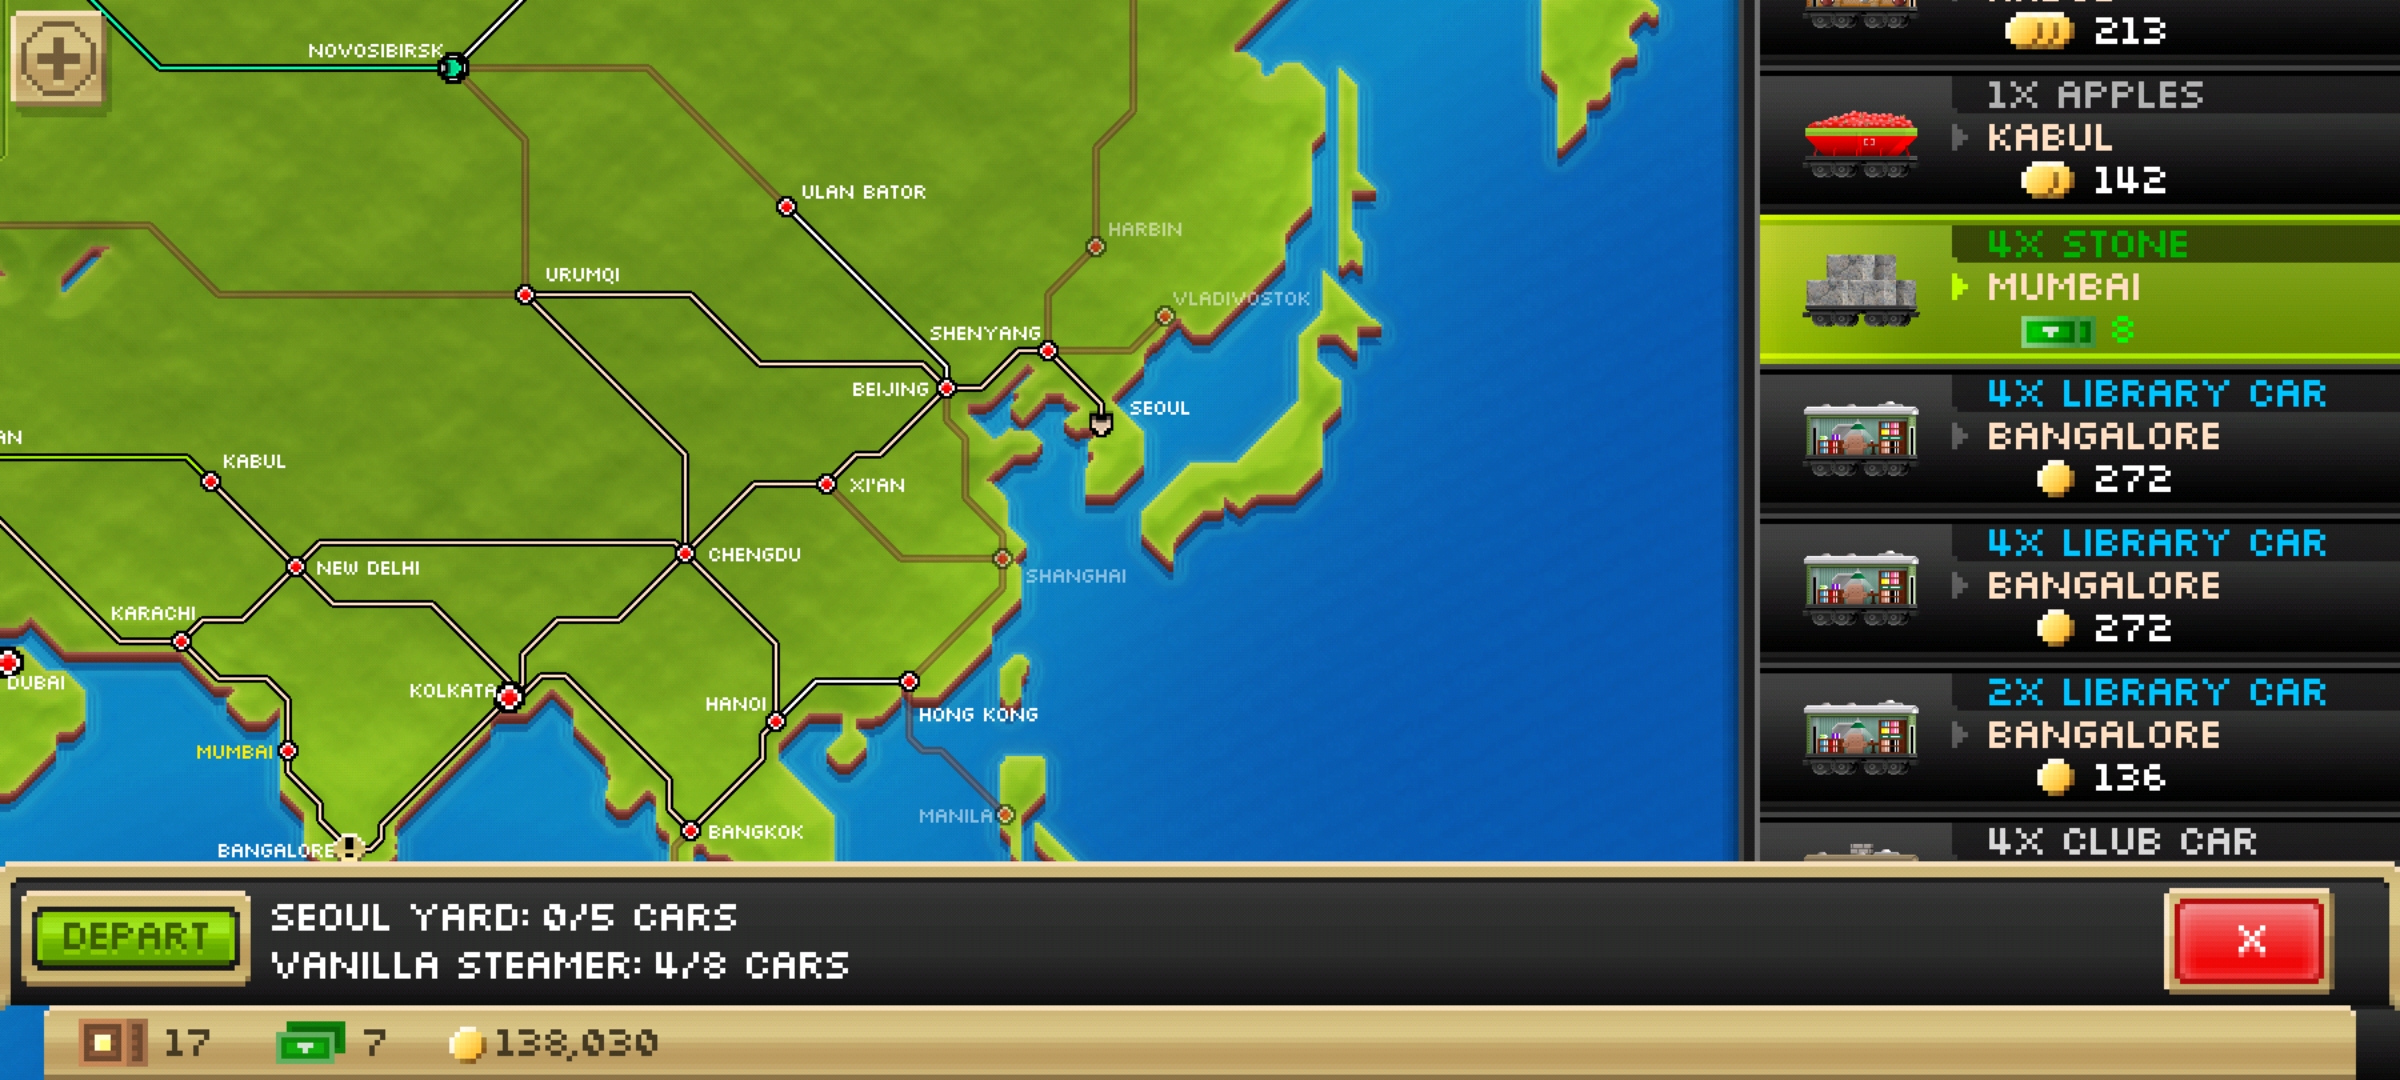 213
1X APPLES
KABUL
142
4X STONE
MUMBAI
8
4X LIBRARY CAR
BANGALORE
272
4X LIBRARY CAR
BANGALORE
272
2X LIBRARY CAR
BANGALORE
136
4X CLUB CAR
NOVOSIBIRSK
ULAN BATOR
HARBIN
URUMQI
VLADIVOSTOK
SHENYANG
BEIJING
SEOUL
AN
KABUL
XI'AN
NEW DELHI
CHENGDU
SHANGHAI
KARACHI
DUBAI
KOLKATA
HANOI
HONG KONG
MUMBAI
MANILA
BANGKOK
BANGALORE
DEPART
SEOUL YARD: 0/5 CARS
VANILLA STEAMER: 4/8 CARS
X
17
7
138,030